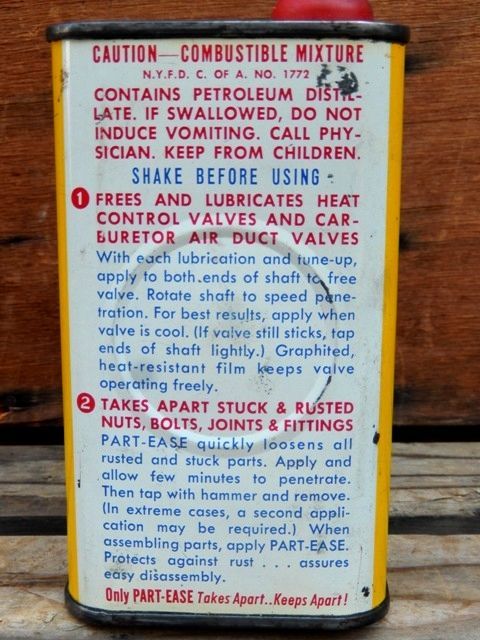 CAUTION—COMBUSTIBLE MIXTURE
N.Y.F.D. C. OF A. NO. 1772
CONTAINS PETROLEUM DISTIL-
LATE. IF SWALLOWED, DO NOT
INDUCE VOMITING. CALL PHY-
SICIAN. KEEP FROM CHILDREN.
SHAKE BEFORE USING
1 FREES AND LUBRICATES HEAT
CONTROL VALVES AND CAR-
BURETOR AIR DUCT VALVES
With each lubrication and tune-up,
apply to both ends of shaft to free
valve. Rotate shaft to speed pene-
tration. For best results, apply when
valve is cool. (If valve still sticks, tap
ends of shaft lightly.) Graphited,
heat-resistant film keeps valve
operating freely.
2 TAKES APART STUCK & RUSTED
NUTS, BOLTS, JOINTS & FITTINGS
PART-EASE quickly loosens all
rusted and stuck parts. Apply and
allow few minutes to penetrate.
Then tap with hammer and remove.
(In extreme cases, a second appli-
cation may be required.) When
assembling parts, apply PART-EASE.
Protects against rust . . . assures
easy disassembly.
Only PART-EASE Takes Apart..Keeps Apart!